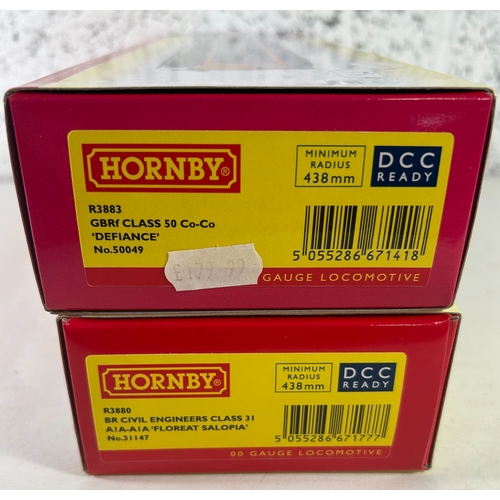 HORNBY®
MINIMUM
RADIUS
438mm
DCC
READY
R3883
GBRf CLASS 50 Co-Co
'DEFIANCE'
No.50049
5 055286 671418
£179.99
GAUGE LOCOMOTIVE
HORNBY®
MINIMUM
RADIUS
438mm
DCC
READY
R3880
BR CIVIL ENGINEERS CLASS 31
A1A-A1A 'FLOREAT SALOPIA'
No.31147
5 055286 671777
00 GAUGE LOCOMOTIVE